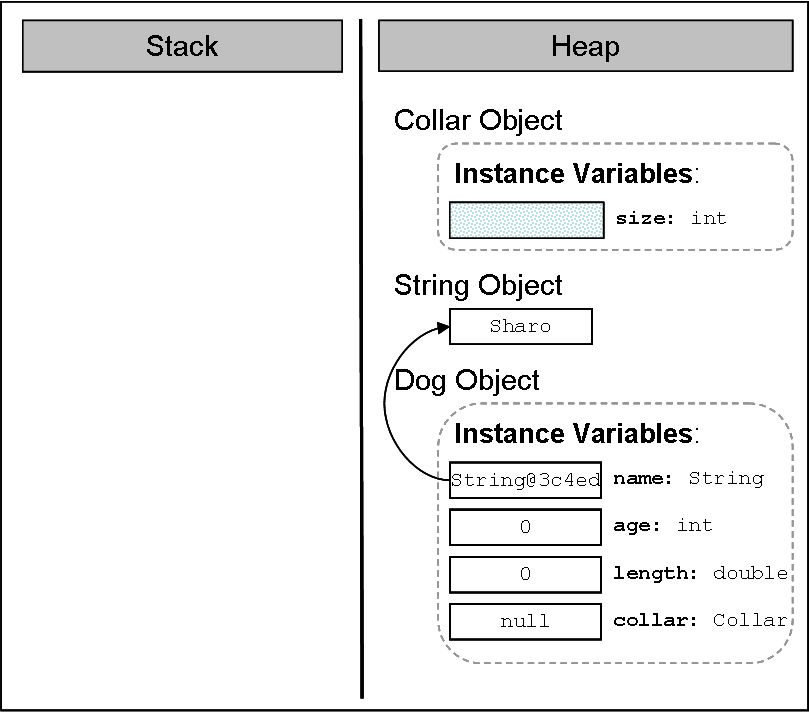 Stack
Heap
Collar Object
Instance Variables:
size: int
String Object
Sharo
Dog Object
Instance Variables:
String@3c4ed name: String
0 age: int
0 length: double
null collar: Collar